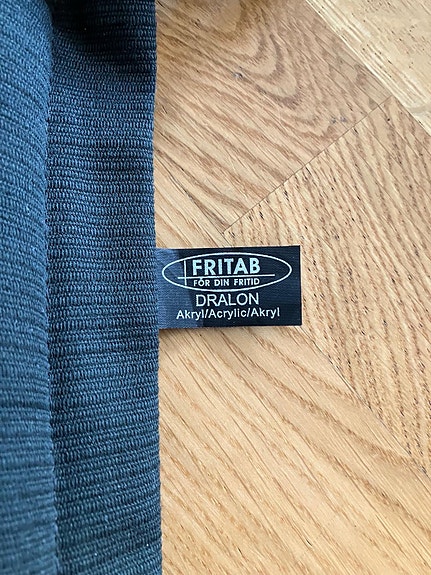 FRITAB
FÖR DIN FRITID
DRALON
Akryl/Acrylic/Akryl